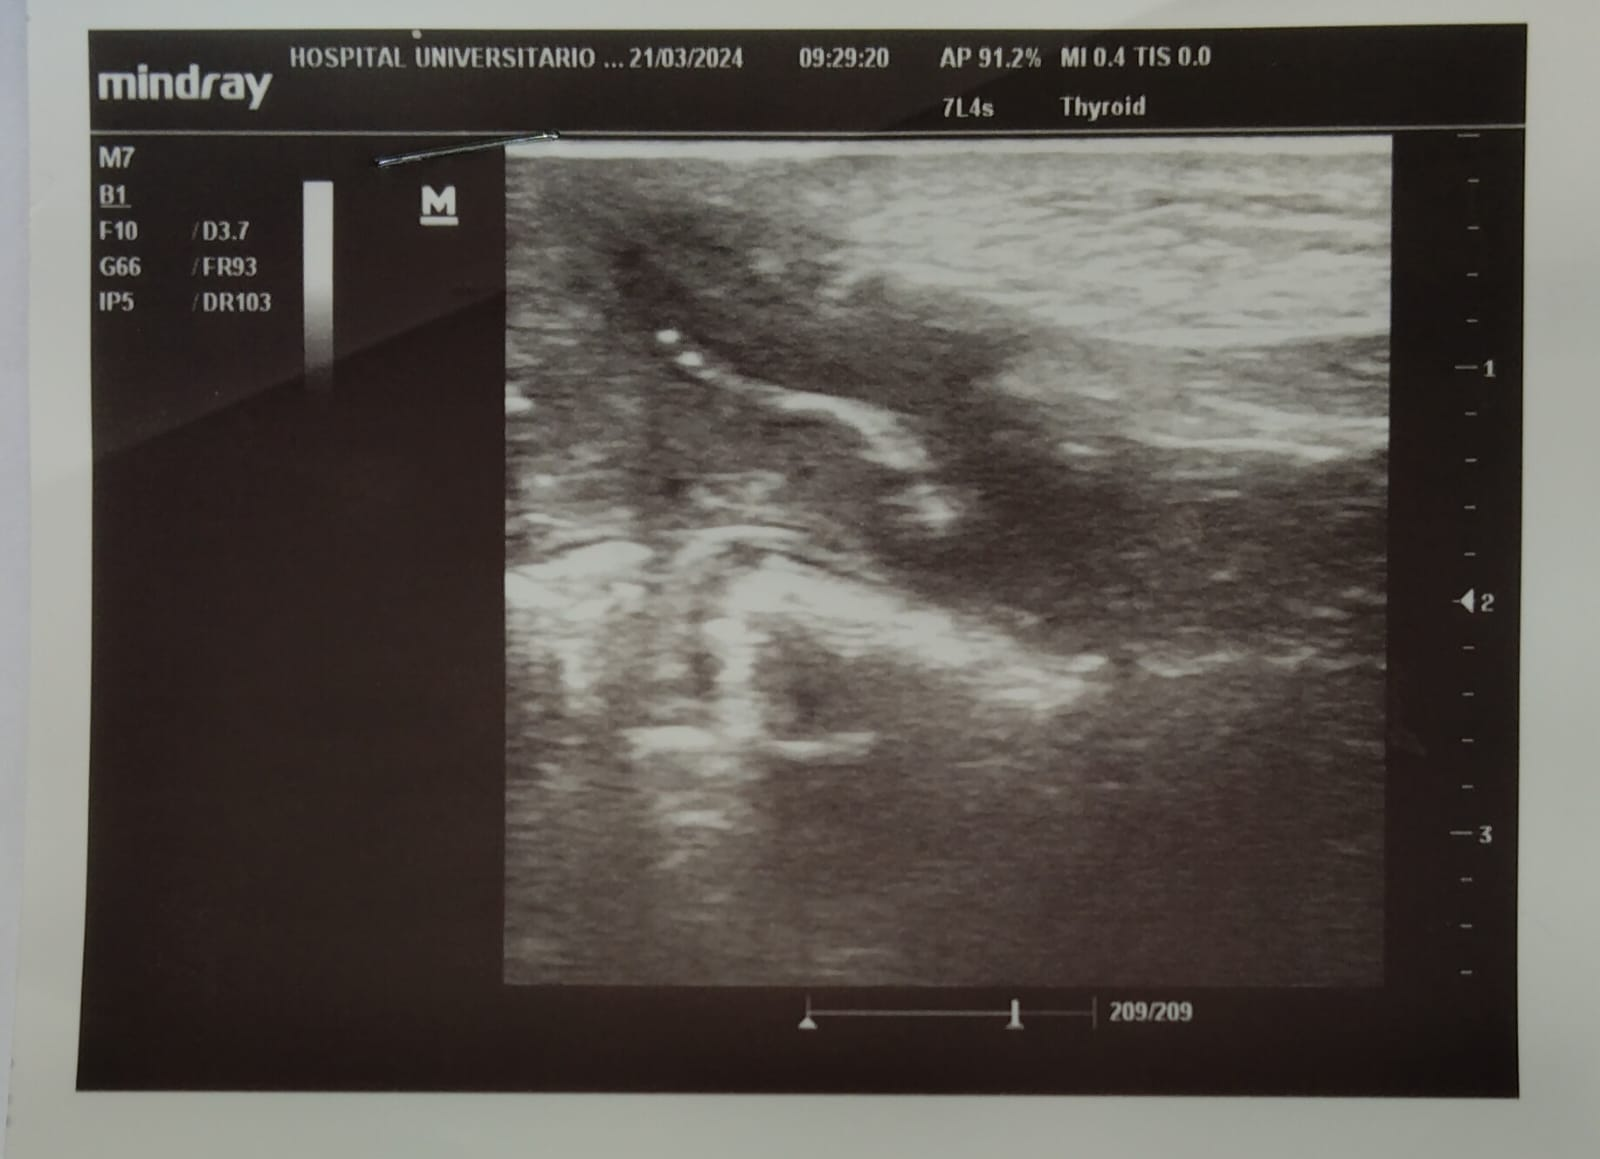 mindray
HOSPITAL UNIVERSITARIO ... 21/03/2024 09:29:20 AP 91.2% MI 0.4 TIS 0.0
7L4s Thyroid
M7
B1
F10 / D3.7
G66 / FR93
IP5 / DR103
M
1
2
3
209/209